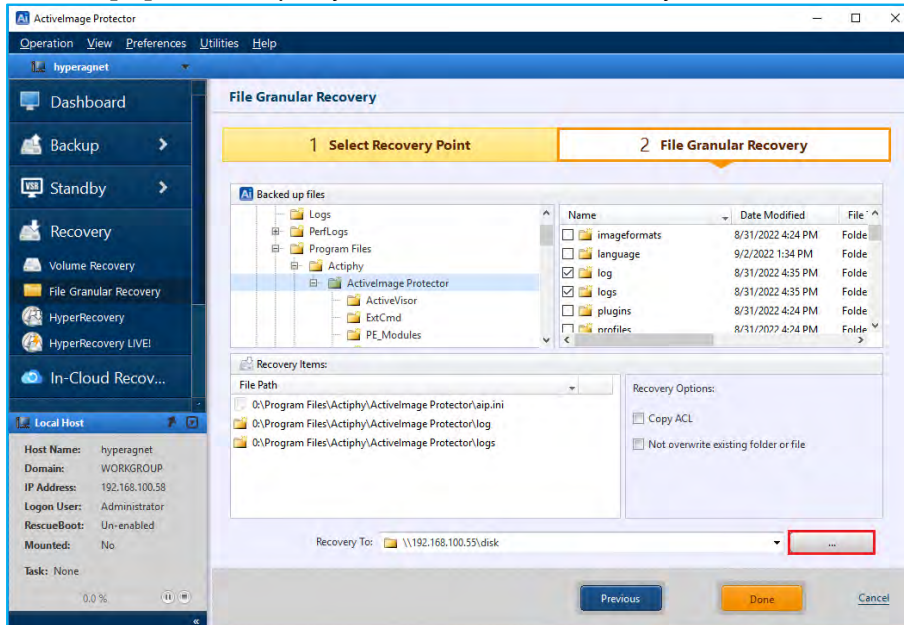 ActiveImage Protector
Operation View Preferences Utilities Help
hyperagnet
Dashboard
Backup
Standby
Recovery
Volume Recovery
File Granular Recovery
HyperRecovery
HyperRecovery LIVE!
In-Cloud Recov...
Local Host
Host Name: hyperagnet
Domain: WORKGROUP
IP Address: 192.168.100.58
Logon User: Administrator
RescueBoot: Un-enabled
Mounted: No
Task: None
0.0 %
File Granular Recovery
1 Select Recovery Point
2 File Granular Recovery
Backed up files
Logs
PerfLogs
Program Files
Actiphy
ActiveImage Protector
ActiveVisor
ExtCmd
PE_Modules
Name Date Modified File
imageformats 8/31/2022 4:24 PM Folde
language 9/2/2022 1:34 PM Folde
log 8/31/2022 4:35 PM Folde
logs 8/31/2022 4:35 PM Folde
plugins 8/31/2022 4:24 PM Folde
profiles 8/31/2022 4:24 PM Folde
Recovery Items:
File Path
0:\Program Files\Actiphy\ActiveImage Protector\aip.ini
0:\Program Files\Actiphy\ActiveImage Protector\log
0:\Program Files\Actiphy\ActiveImage Protector\logs
Recovery Options:
Copy ACL
Not overwrite existing folder or file
Recovery To: \\192.168.100.55\disk
...
Previous
Done
Cancel